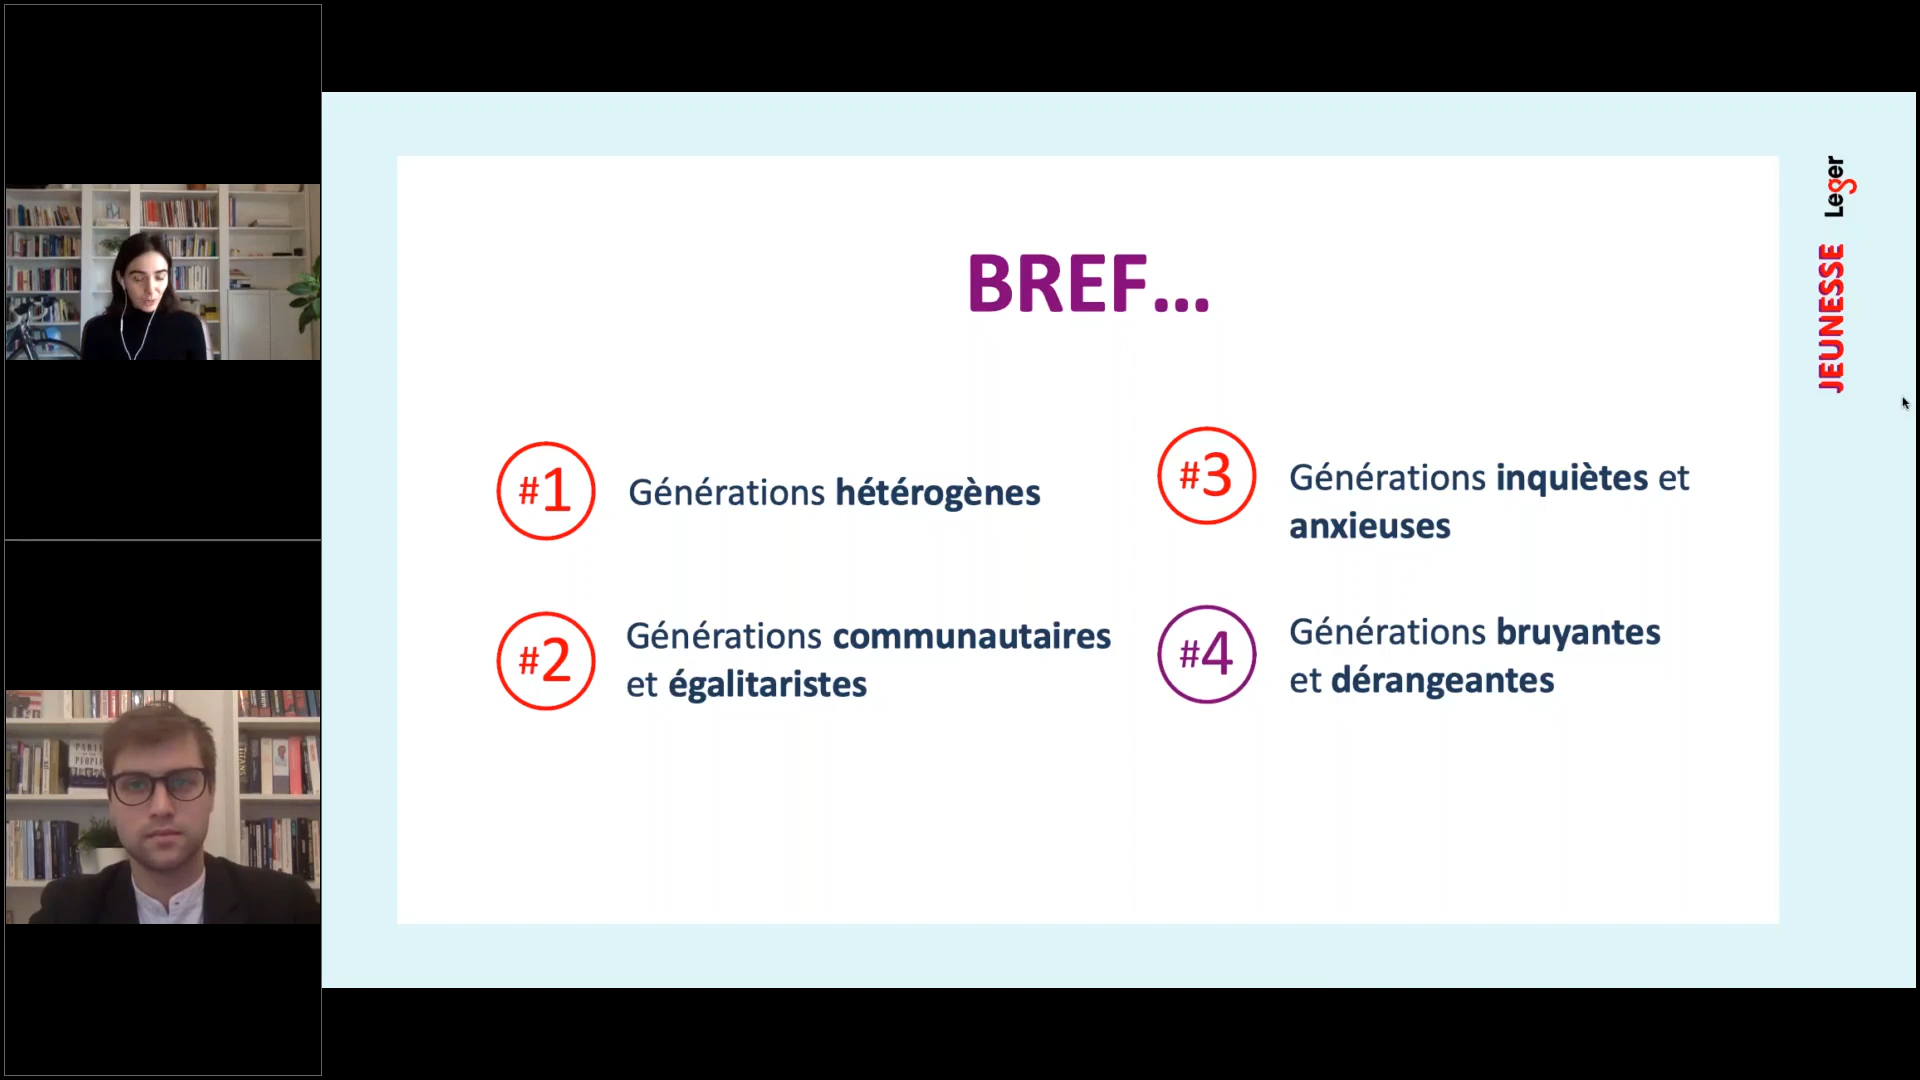 BREF...
#1
Générations hétérogènes
#2
Générations communautaires
et égalitaristes
#3
Générations inquiètes et
anxieuses
#4
Générations bruyantes
et dérangeantes
Leger
JEUNESSE